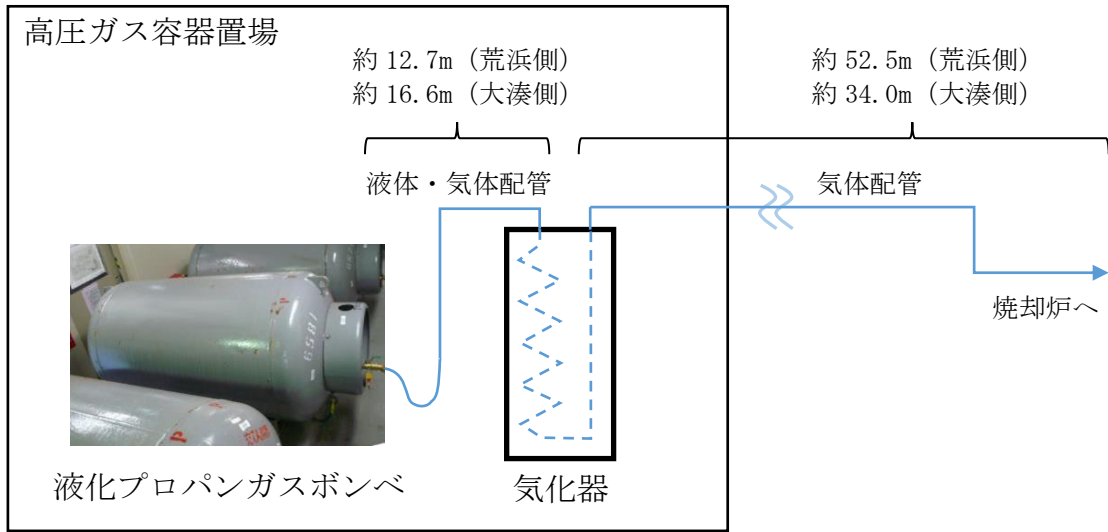 高圧ガス容器置場
約 12.7m (荒浜側)
約 16.6m (大湊側)
約 52.5m (荒浜側)
約 34.0m (大湊側)
液体・気体配管
気体配管
焼却炉へ
液化プロパンガスボンベ
気化器